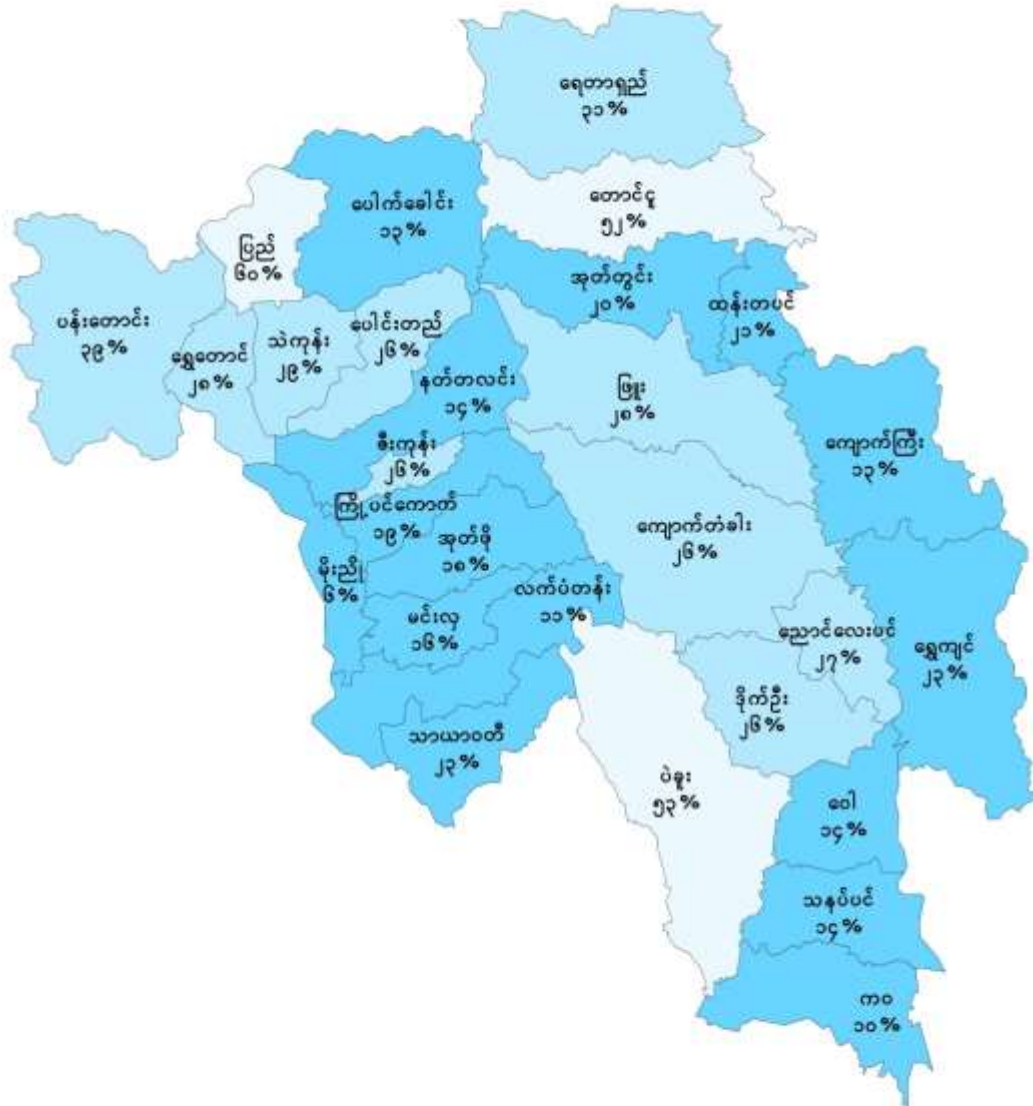 ရေတာရှည်
၃၁%
တောင်ငူ
၅၂%
ပေါက်ခေါင်း
၁၃%
ပြည်
၆၀%
အုတ်တွင်း
၂၀%
ထန်းတပင်
၂၁%
ပန်းတောင်း
၃၉%
ရွှေတောင်
၂၈%
သဲကုန်း
၂၉%
ပေါင်းတည်
၂၆%
နတ်တလင်း
၁၄%
ဖြူး
၂၈%
ကျောက်ကြီး
၁၃%
ဇီးကုန်း
၂၆%
ကြို့ပင်ကောက်
၁၉%
အုတ်ဖို
၁၈%
ကျောက်တံခါး
၂၆%
မိုးညို
၆%
လက်ပံတန်း
၁၁%
မင်းလှ
၁၆%
ညောင်လေးပင်
၂၇%
ရွှေကျင်
၂၃%
ဒိုက်ဦး
၂၆%
သာယာဝတီ
၂၃%
ပဲခူး
၅၃%
ဝေါ
၁၄%
သနပ်ပင်
၁၄%
ကဝ
၁၀%